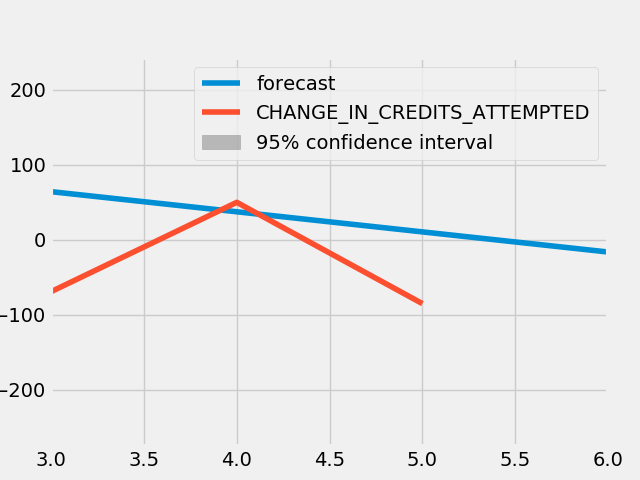 forecast
CHANGE_IN_CREDITS_ATTEMPTED
95% confidence interval
200
100
0
−100
−200
3.0 3.5 4.0 4.5 5.0 5.5 6.0